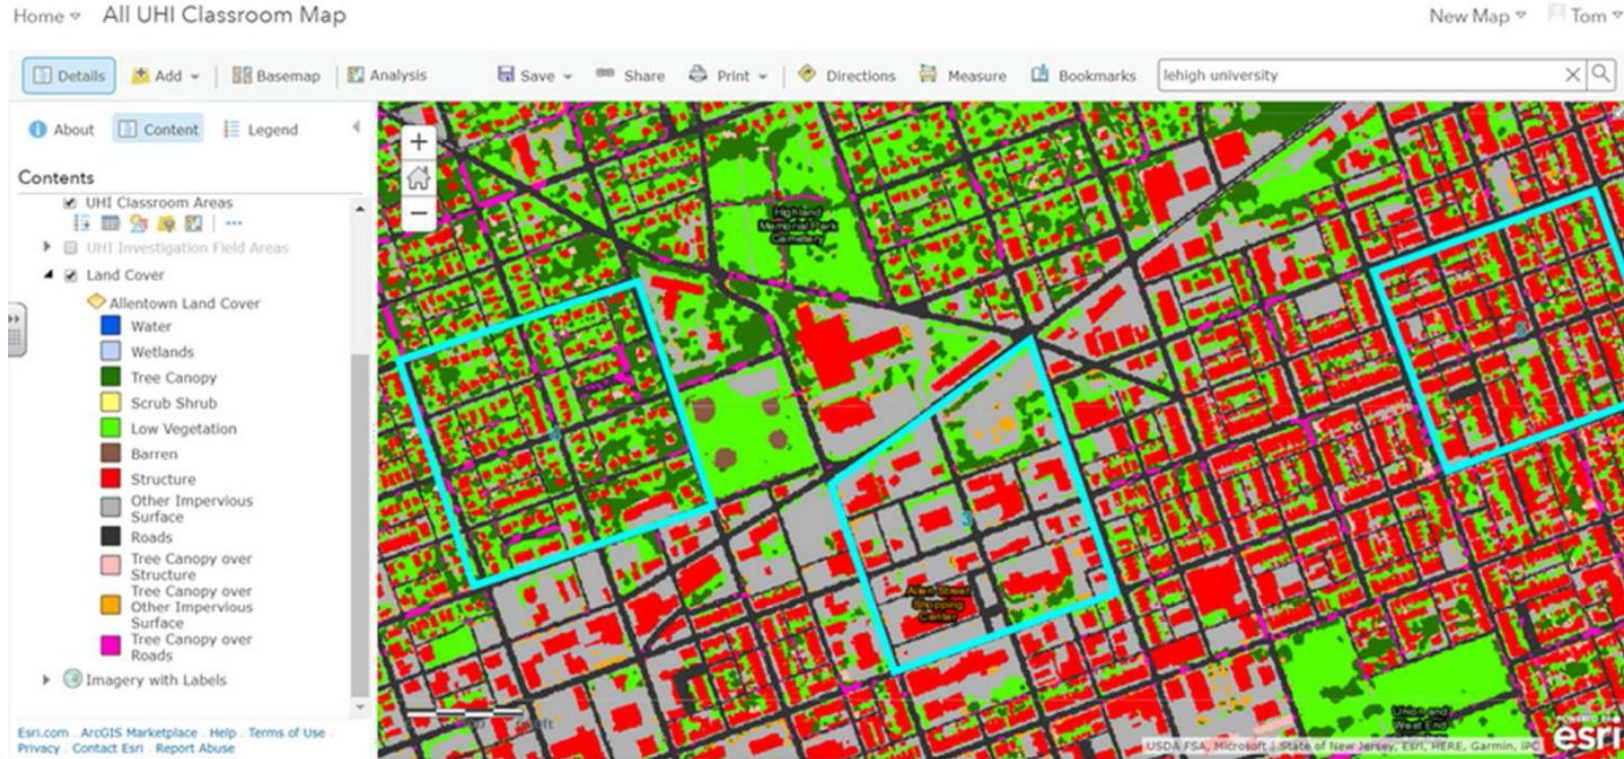 Home All UHI Classroom Map
New Map Tom
Details Add Basemap Analysis Save Share Print Directions Measure Bookmarks lehigh university
About Content Legend
Contents
UHI Classroom Areas
UHI Investigation Field Areas
Land Cover
Allentown Land Cover
Water
Wetlands
Tree Canopy
Scrub Shrub
Low Vegetation
Barren
Structure
Other Impervious
Surface
Roads
Tree Canopy over
Structure
Tree Canopy over
Other Impervious
Surface
Tree Canopy over
Roads
Imagery with Labels
Esri.com . ArcGIS Marketplace . Help . Terms of Use .
Privacy . Contact Esri . Report Abuse
Highland
Memorial Park
Cemetery
3
Allen Street
Shopping
Center
Union and
West End
USDA FSA, Microsoft | State of New Jersey, Esri, HERE, Garmin, IPC
esri